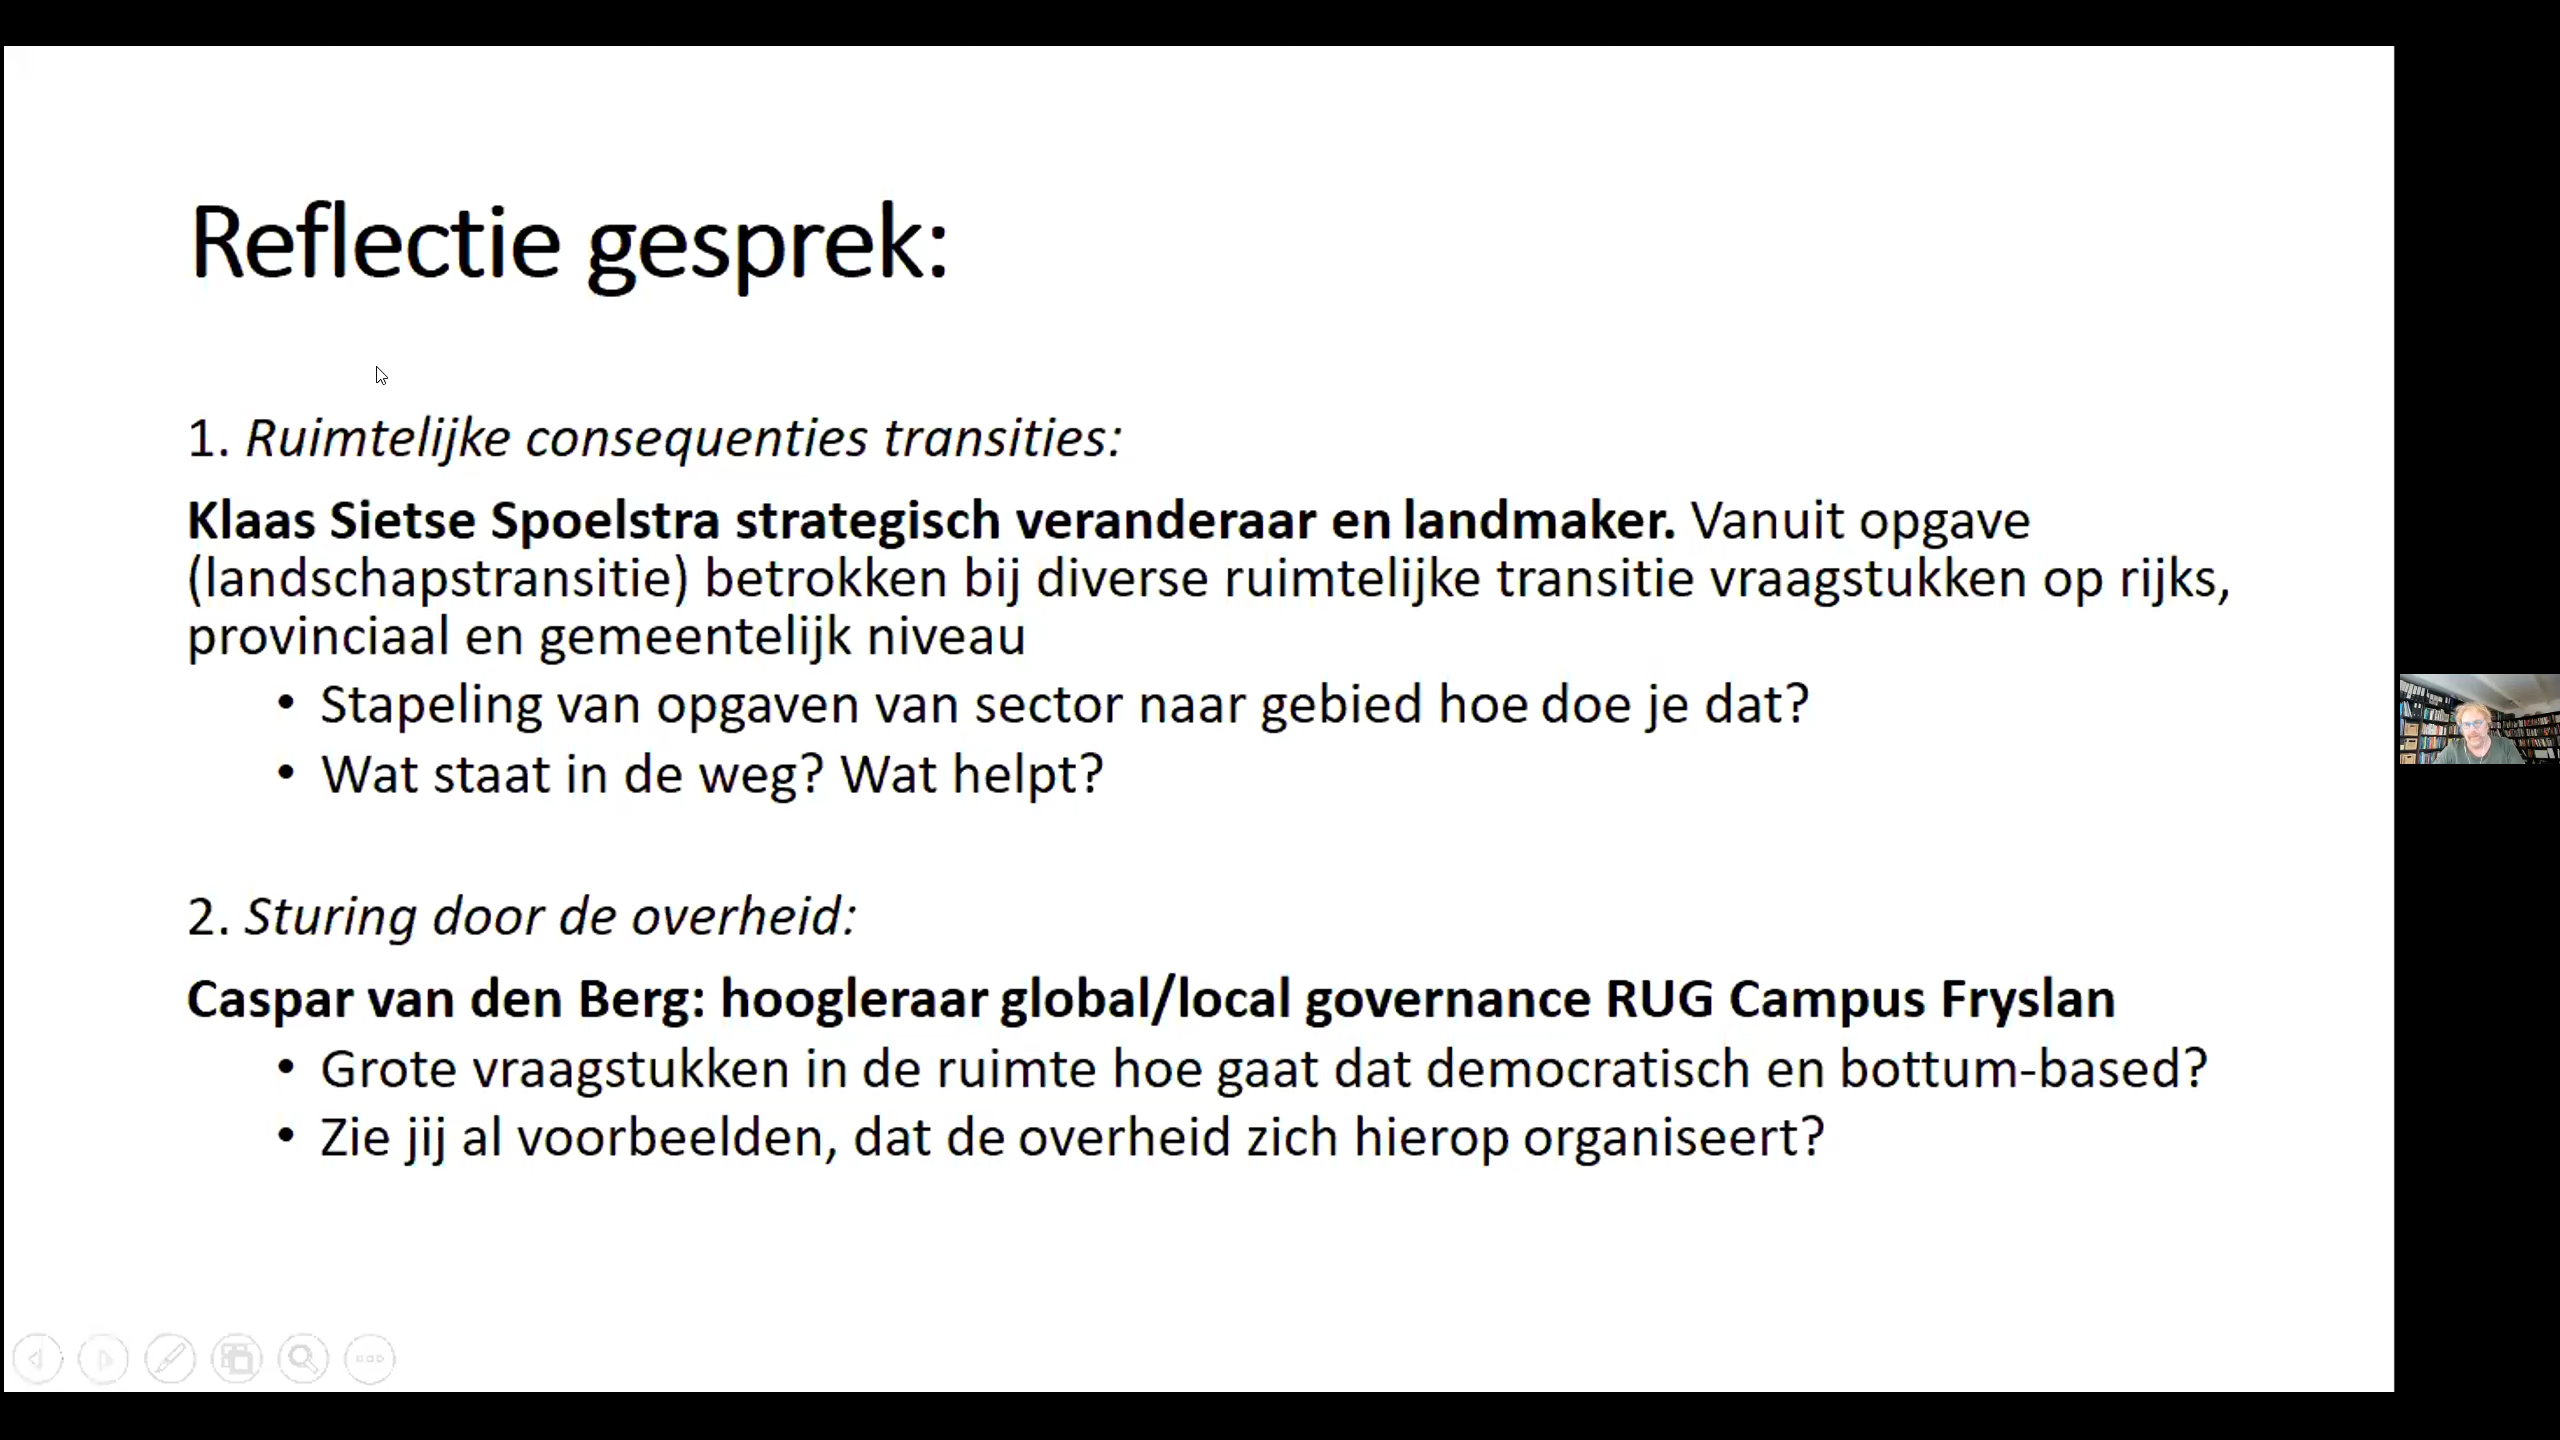 Reflectie gesprek:
1. Ruimtelijke consequenties transities:
Klaas Sietse Spoelstra strategisch veranderaar en landmaker. Vanuit opgave
(landschapstransitie) betrokken bij diverse ruimtelijke transitie vraagstukken op rijks,
provinciaal en gemeentelijk niveau
• Stapeling van opgaven van sector naar gebied hoe doe je dat?
• Wat staat in de weg? Wat helpt?
2. Sturing door de overheid:
Caspar van den Berg: hoogleraar global/local governance RUG Campus Fryslan
• Grote vraagstukken in de ruimte hoe gaat dat democratisch en bottum-based?
• Zie jij al voorbeelden, dat de overheid zich hierop organiseert?